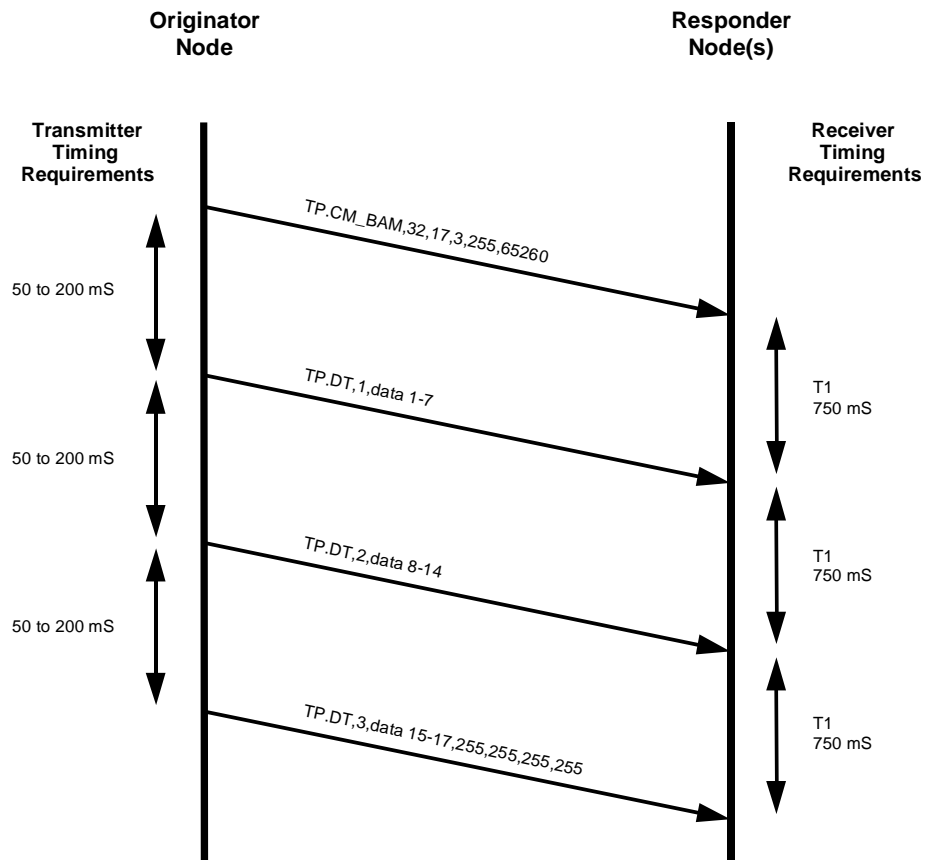 Originator
Node
Responder
Node(s)
Transmitter
Timing
Requirements
Receiver
Timing
Requirements
TP.CM_BAM,32,17,3,255,65260
50 to 200 mS
TP.DT,1,data 1-7
T1
750 mS
50 to 200 mS
TP.DT,2,data 8-14
T1
750 mS
50 to 200 mS
TP.DT,3,data 15-17,255,255,255,255
T1
750 mS